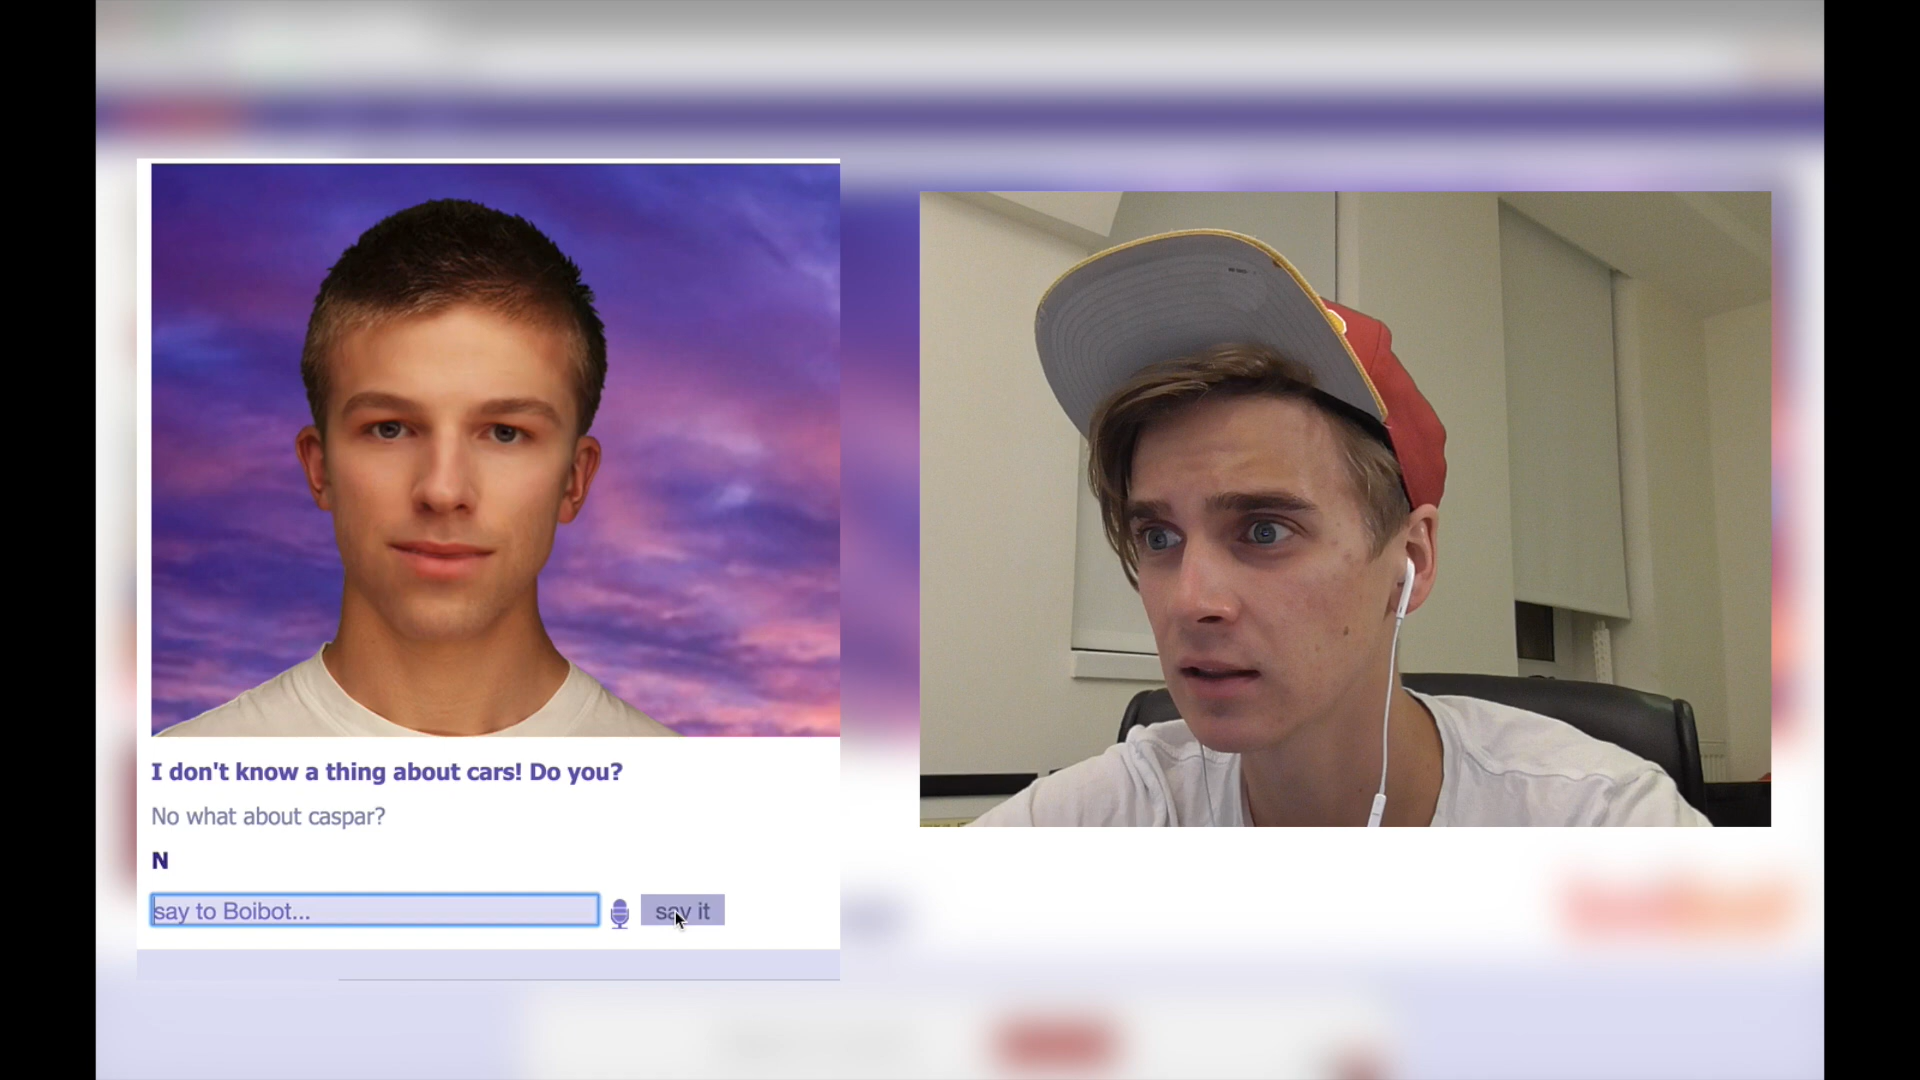 I don't know a thing about cars! Do you?
No what about caspar?
N
say to Boibot...
say it